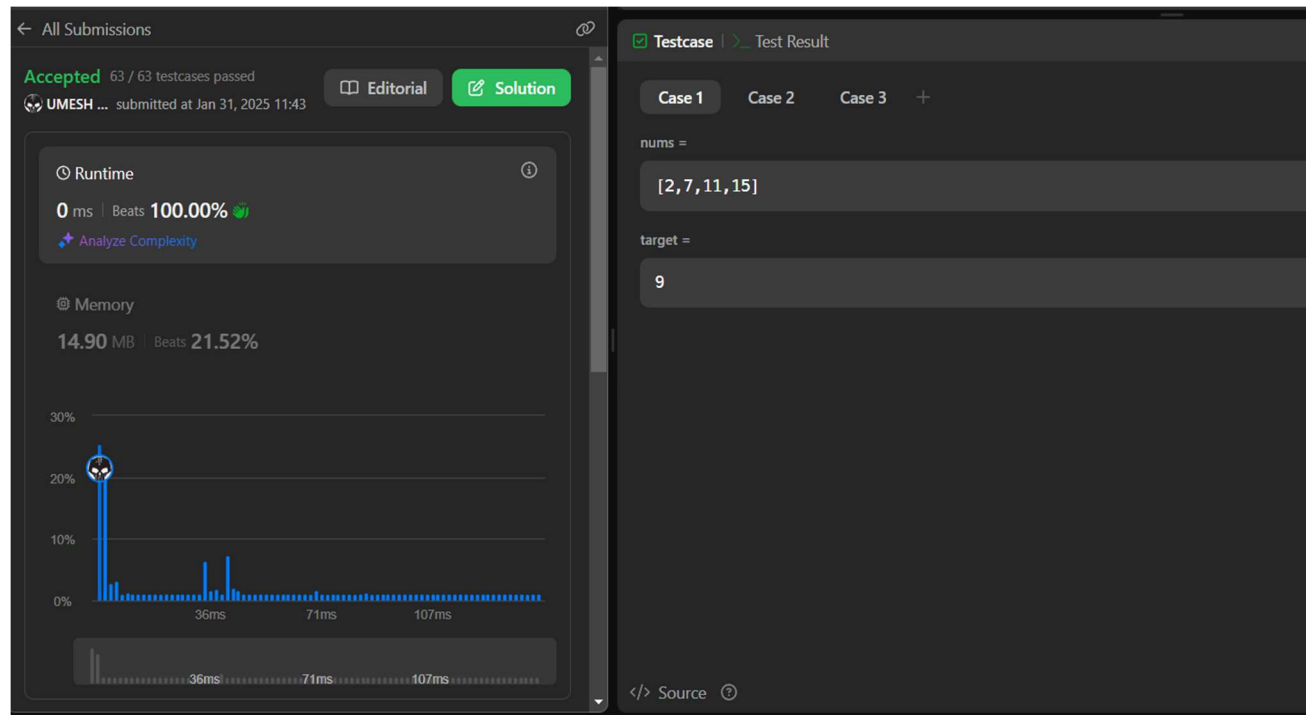 All Submissions
Accepted 63 / 63 testcases passed
UMESH ... submitted at Jan 31, 2025 11:43
Editorial
Solution
Runtime
0 ms | Beats 100.00%
Analyze Complexity
Memory
14.90 MB | Beats 21.52%
30%
20%
10%
0%
36ms 71ms 107ms
36ms 71ms 107ms
Testcase | >_ Test Result
Case 1 Case 2 Case 3 +
nums =
[2,7,11,15]
target =
9
</> Source ?